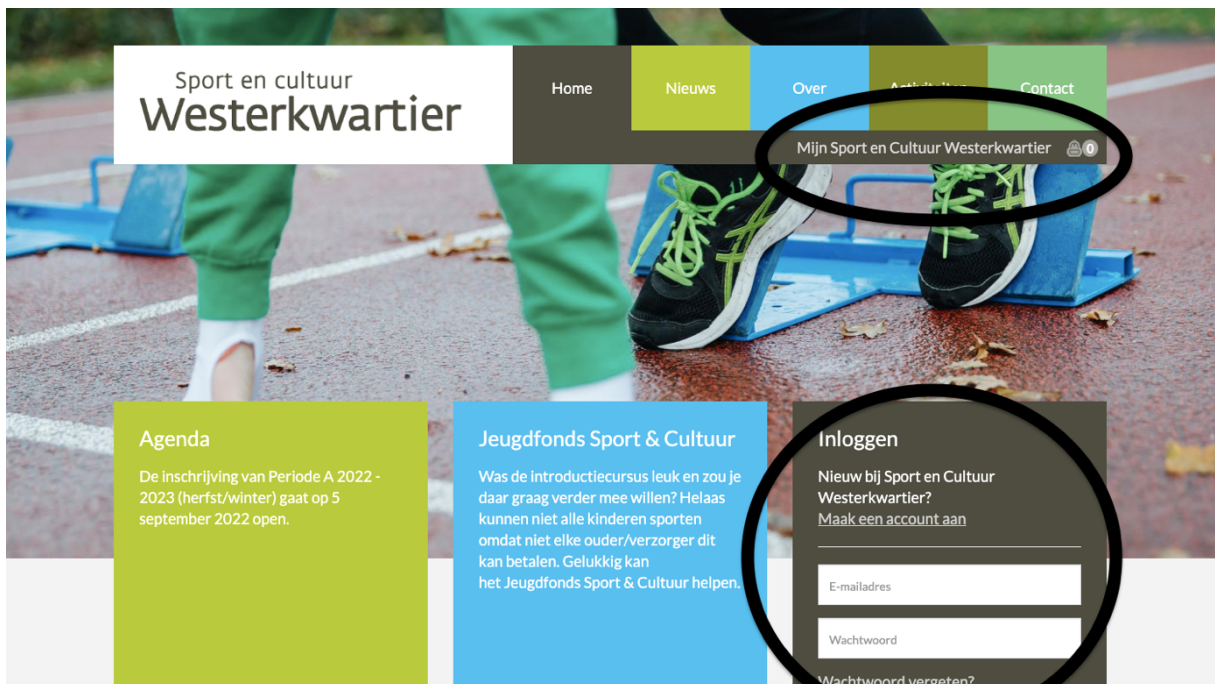 Sport en cultuur
Westerkwartier
Home
Nieuws
Over
Activiteiten
Contact
Mijn Sport en Cultuur Westerkwartier
0
Agenda
De inschrijving van Periode A 2022 -
2023 (herfst/winter) gaat op 5
september 2022 open.
Jeugdfonds Sport & Cultuur
Was de introductiecursus leuk en zou je
daar graag verder mee willen? Helaas
kunnen niet alle kinderen sporten
omdat niet elke ouder/verzorger dit
kan betalen. Gelukkig kan
het Jeugdfonds Sport & Cultuur helpen.
Inloggen
Nieuw bij Sport en Cultuur
Westerkwartier?
Maak een account aan
E-mailadres
Wachtwoord
Wachtwoord vergeten?